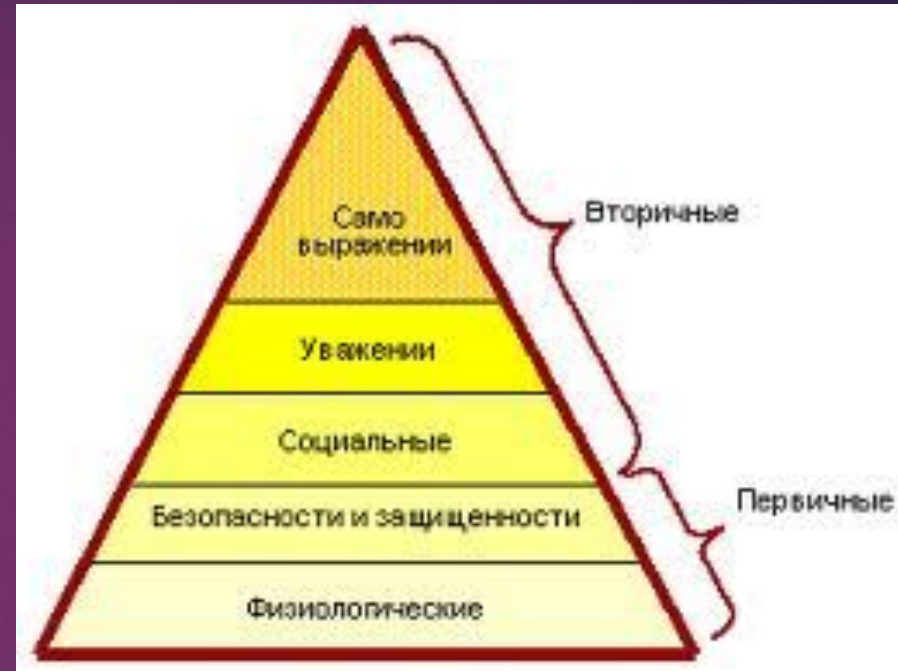 Само
выражении
Вторичные
Уважении
Социальные
Безопасности и защищенности
Первичные
Физиологические